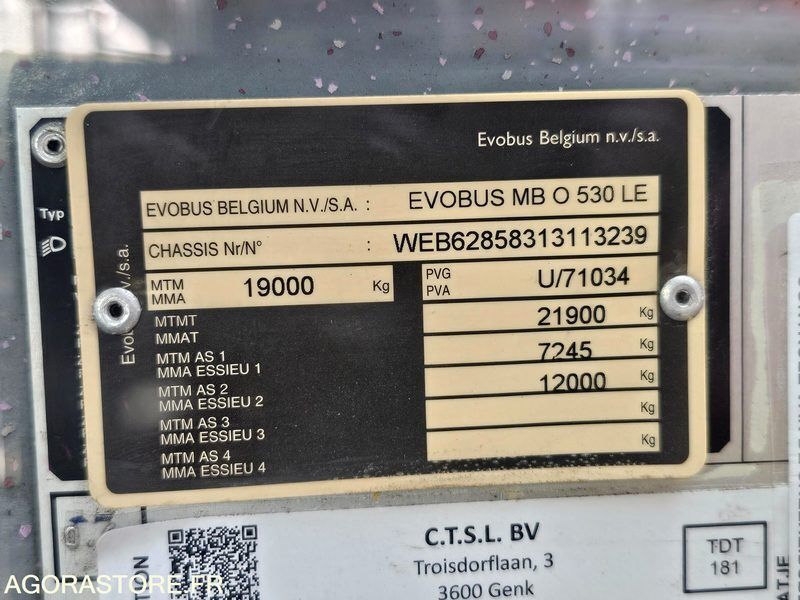 Evobus Belgium n.v./s.a.
EVOBUS BELGIUM N.V./S.A. : EVOBUS MB O 530 LE
CHASSIS Nr/N° : WEB62858313113239
MTM
MMA 19000 Kg
PVG
PVA U/71034
MTMT
MMAT 21900 Kg
MTM AS 1
MMA ESSIEU 1 7245 Kg
MTM AS 2
MMA ESSIEU 2 12000 Kg
MTM AS 3
MMA ESSIEU 3 Kg
MTM AS 4
MMA ESSIEU 4 Kg
Typ
C.T.S.L. BV
Troisdorflaan, 3
3600 Genk
TDT
181
AGORASTORE.FR